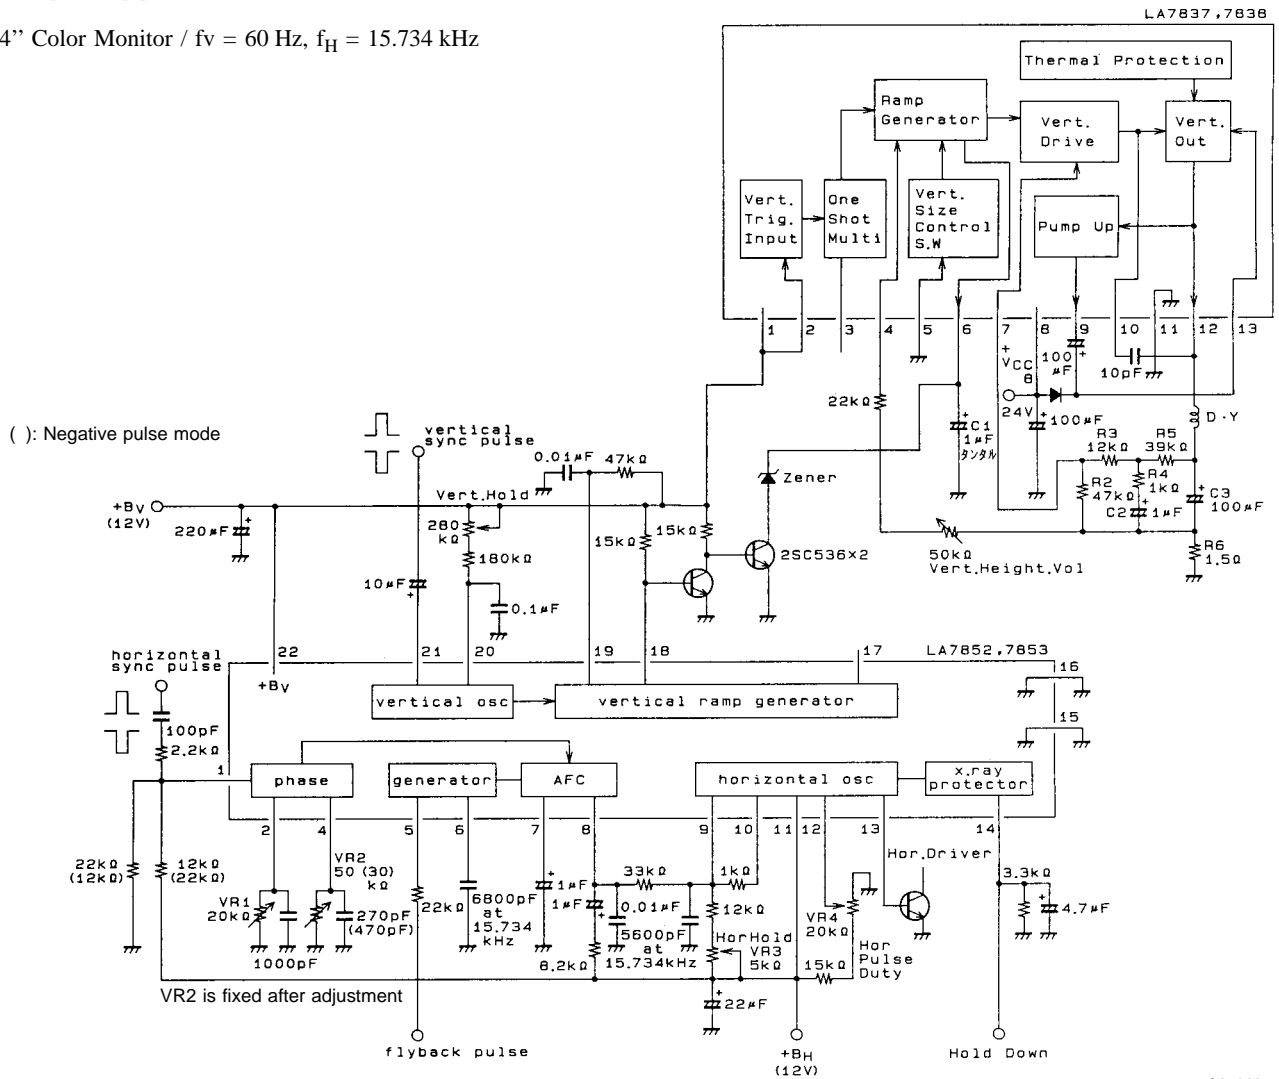 LA7837,7838
4’’ Color Monitor / fv = 60 Hz, fH = 15.734 kHz
Thermal Protection
Ramp
Generator
Vert.
Drive
Vert.
Out
Vert.
Trig.
Input
One
Shot
Multi
Vert.
Size
Control
S.W
Pump Up
1 2 3 4 5 6 7 8 9 10 11 12 13
+
VCC
8
24V
100
μF
+
10pF
22kΩ
+
C1
1μF
タンタル
+
100μF
D·Y
R3
12kΩ
R5
39kΩ
R2
47kΩ
R4
1kΩ
C2
+
1μF
+
C3
100μF
R6
1.5Ω
50kΩ
Vert.Height.Vol
( ): Negative pulse mode
vertical
sync pulse
0.01μF
47kΩ
Zener
Vert.Hold
+BV
(12V)
220μF
+
280
kΩ
180kΩ
15kΩ
15kΩ
2SC536×2
10μF
+
0.1μF
horizontal
sync pulse
22
21
20
19
18
17
LA7852,7853
16
15
+BV
vertical osc
vertical ramp generator
100pF
2.2kΩ
1
phase
generator
AFC
horizontal osc
x.ray
protector
2 4 5 6 7 8 9 10 11 12 13 14
22kΩ
(12kΩ)
12kΩ
(22kΩ)
VR2
50 (30)
kΩ
VR1
20kΩ
270pF
(470pF)
1000pF
22kΩ
6800pF
at
15.734
kHz
+
1μF
1μF
+
33kΩ
0.01μF
5600pF
at
15.734kHz
8.2kΩ
1kΩ
12kΩ
HorHold
VR3
5kΩ
+
22μF
VR4
20kΩ
15kΩ
Hor
Pulse
Duty
Hor.Driver
3.3kΩ
+
4.7μF
VR2 is fixed after adjustment
flyback pulse
+BH
(12V)
Hold Down